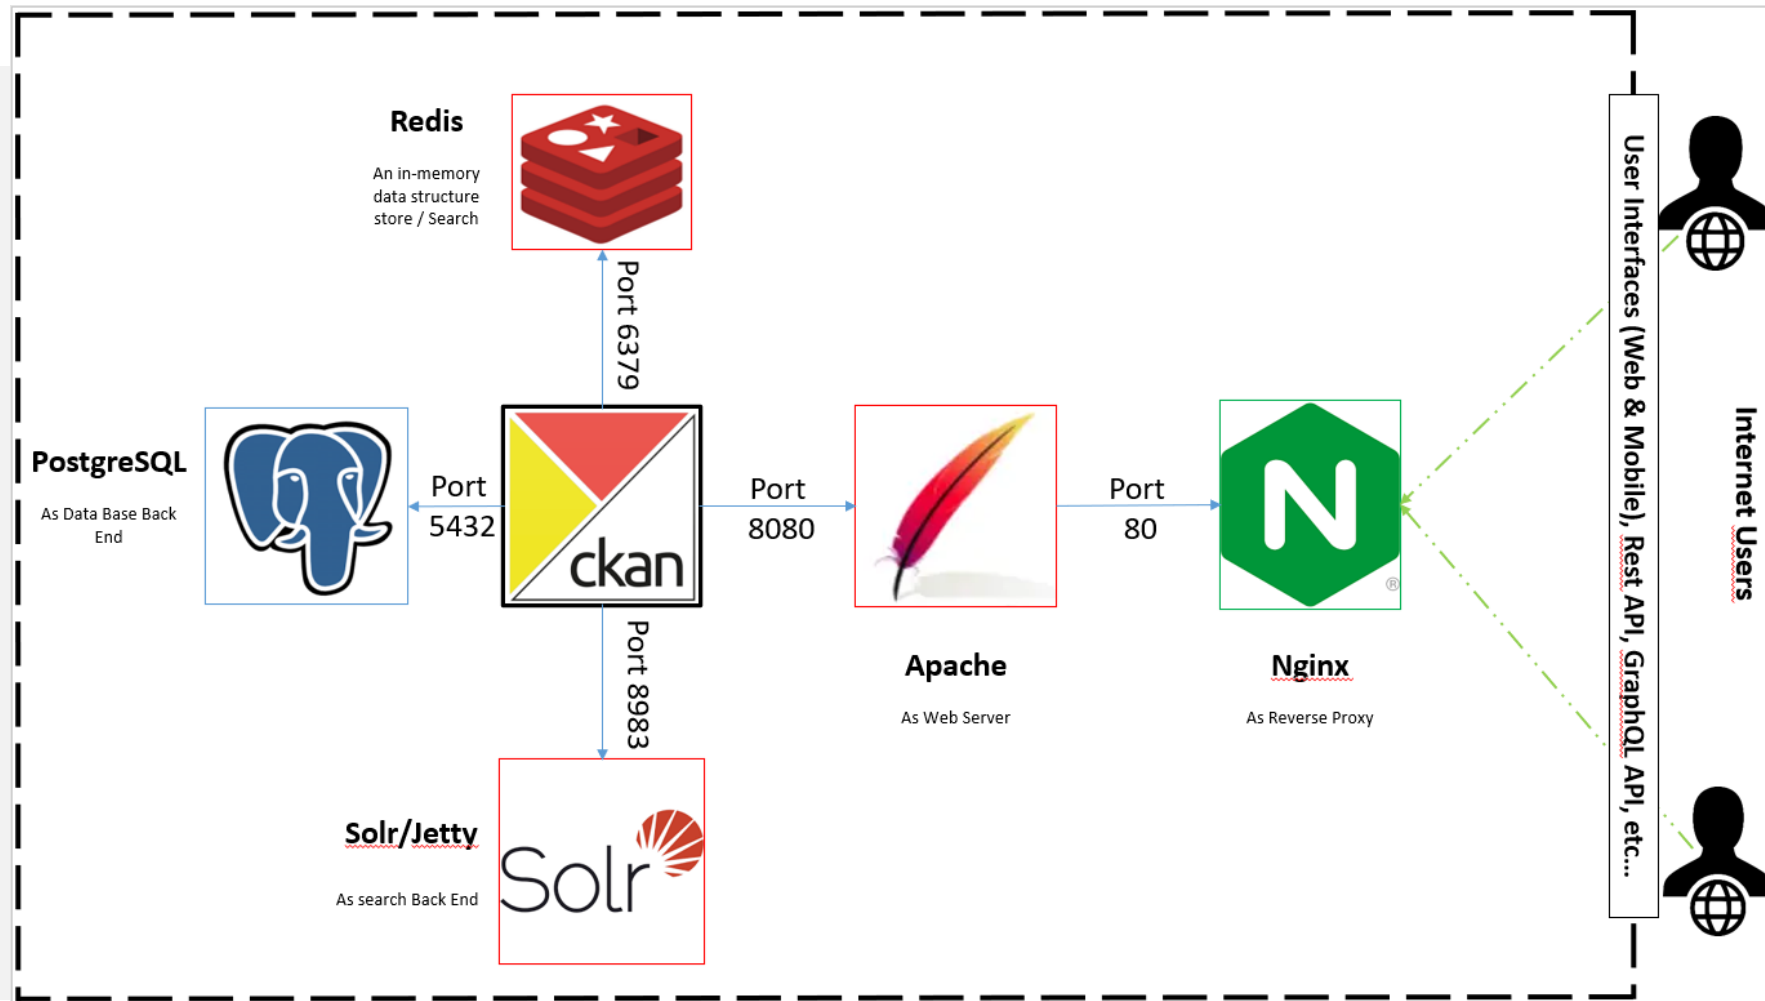 Redis
An in-memory
data structure
store / Search
Port 6379
PostgreSQL
As Data Base Back
End
Port
5432
ckan
Port
8080
Port
80
N
®
Apache
As Web Server
Nginx
As Reverse Proxy
Port 8983
Solr/Jetty
As search Back End
Solr
User Interfaces (Web & Mobile), Rest API, GraphQL API, etc...
Internet Users